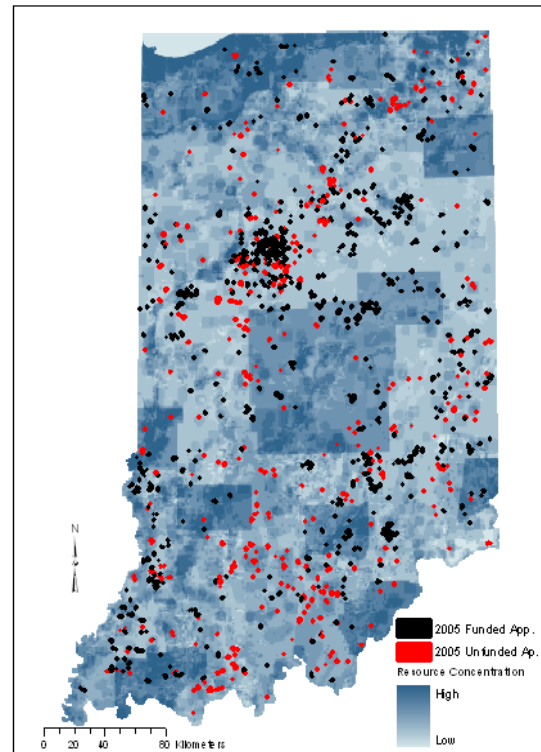 N
2005 Funded App.
2005 Unfunded Ap.
Resource Concentration
High
Low
0 20 40 80 Kilometers